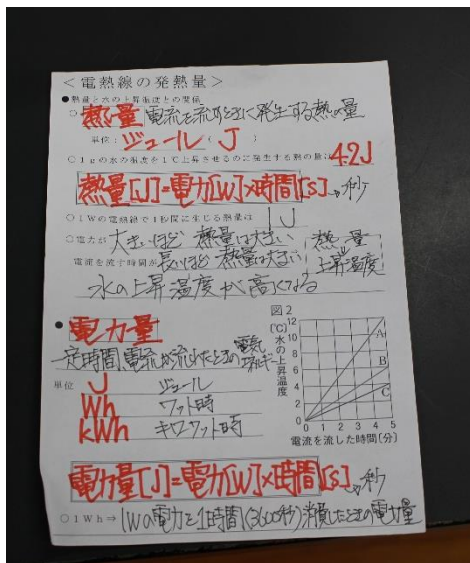 <電熱線の発熱量>
●熱量と水の上昇温度との関係
○熱量 電流を流すときに発生する熱の量
単位:ジュール(J)
○1gの水の温度を1℃上昇させるのに発生する熱の量は4.2J
熱量[J]=電力[W]×時間[s]→秒
○1Wの電熱線で1秒間に生じる熱量は 1J
○電力が大きいほど 熱量は大きい
電流を流す時間が長いほど 熱量は大きい
熱量
上昇温度
水の上昇温度が高くなる
●電力量
一定時間、電流が流れたときの電気
単位 J ジュール
Wh ワット時
kWh キロワット時
図2
(℃)
水の上昇温度
12
10
8
6
4
2
0
A
B
C
0 1 2 3 4 5
電流を流した時間〔分〕
電力量[J]=電力[W]×時間[s]→秒
○1Wh⇒1Wの電力を1時間(3600秒)消費したときの電力量